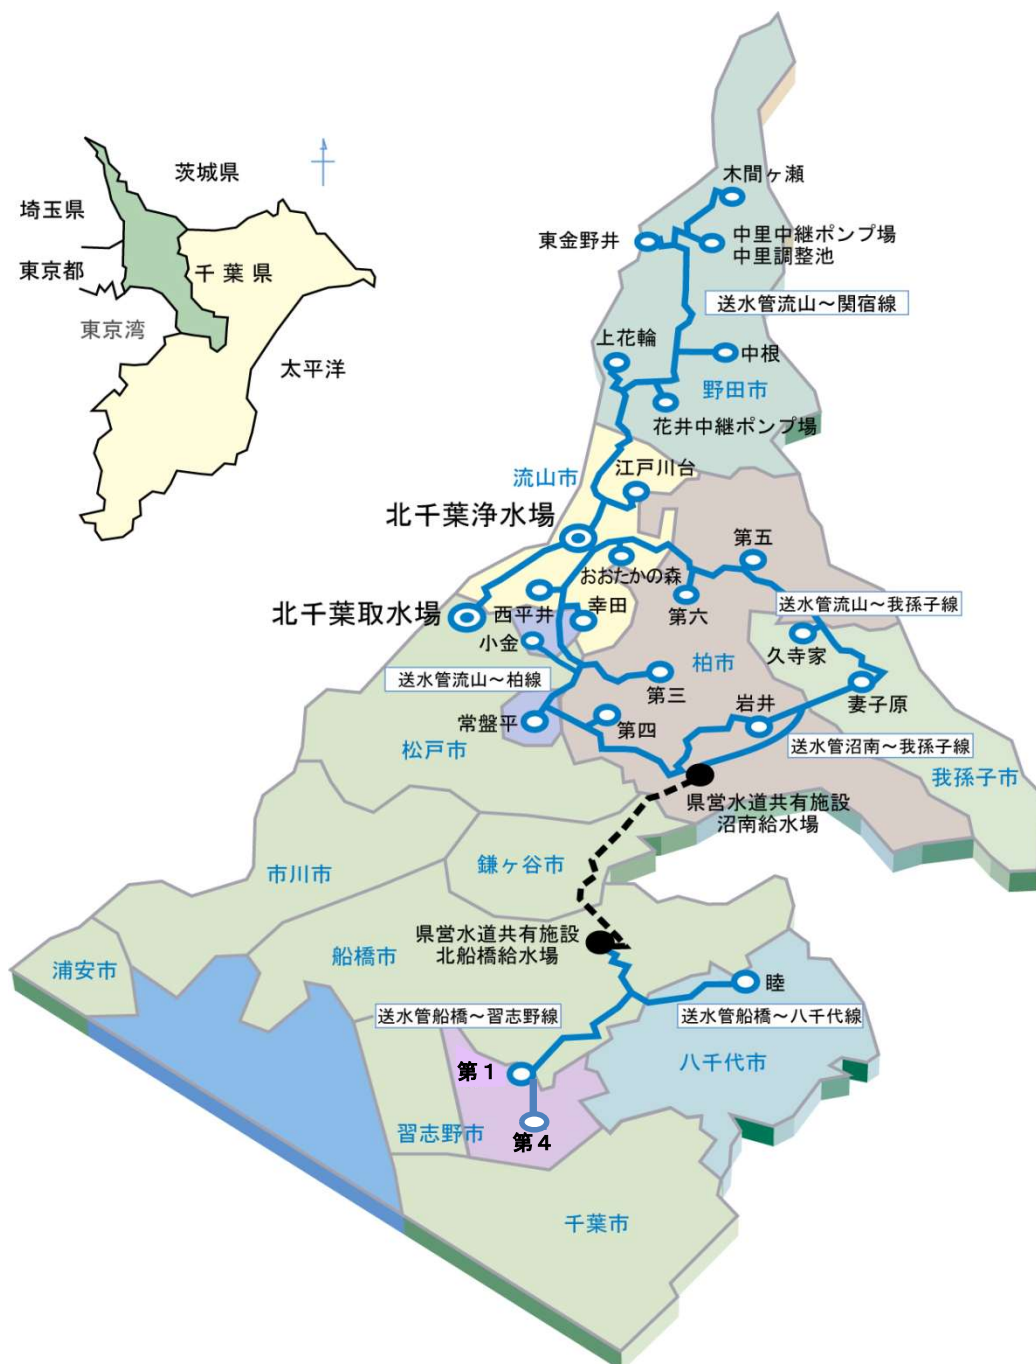 茨城県
埼玉県
東京都
千葉県
東京湾
太平洋
木間ヶ瀬
東金野井
中里中継ポンプ場
中里調整池
送水管流山～関宿線
上花輪
中根
野田市
花井中継ポンプ場
江戸川台
流山市
北千葉浄水場
第五
おおたかの森
北千葉取水場
西平井
幸田
第六
送水管流山～我孫子線
小金
久寺家
柏市
送水管流山～柏線
第三
妻子原
岩井
常盤平
第四
松戸市
送水管沼南～我孫子線
我孫子市
県営水道共有施設
沼南給水場
鎌ヶ谷市
市川市
県営水道共有施設
北船橋給水場
船橋市
浦安市
睦
送水管船橋～習志野線
送水管船橋～八千代線
八千代市
第１
習志野市
第４
千葉市